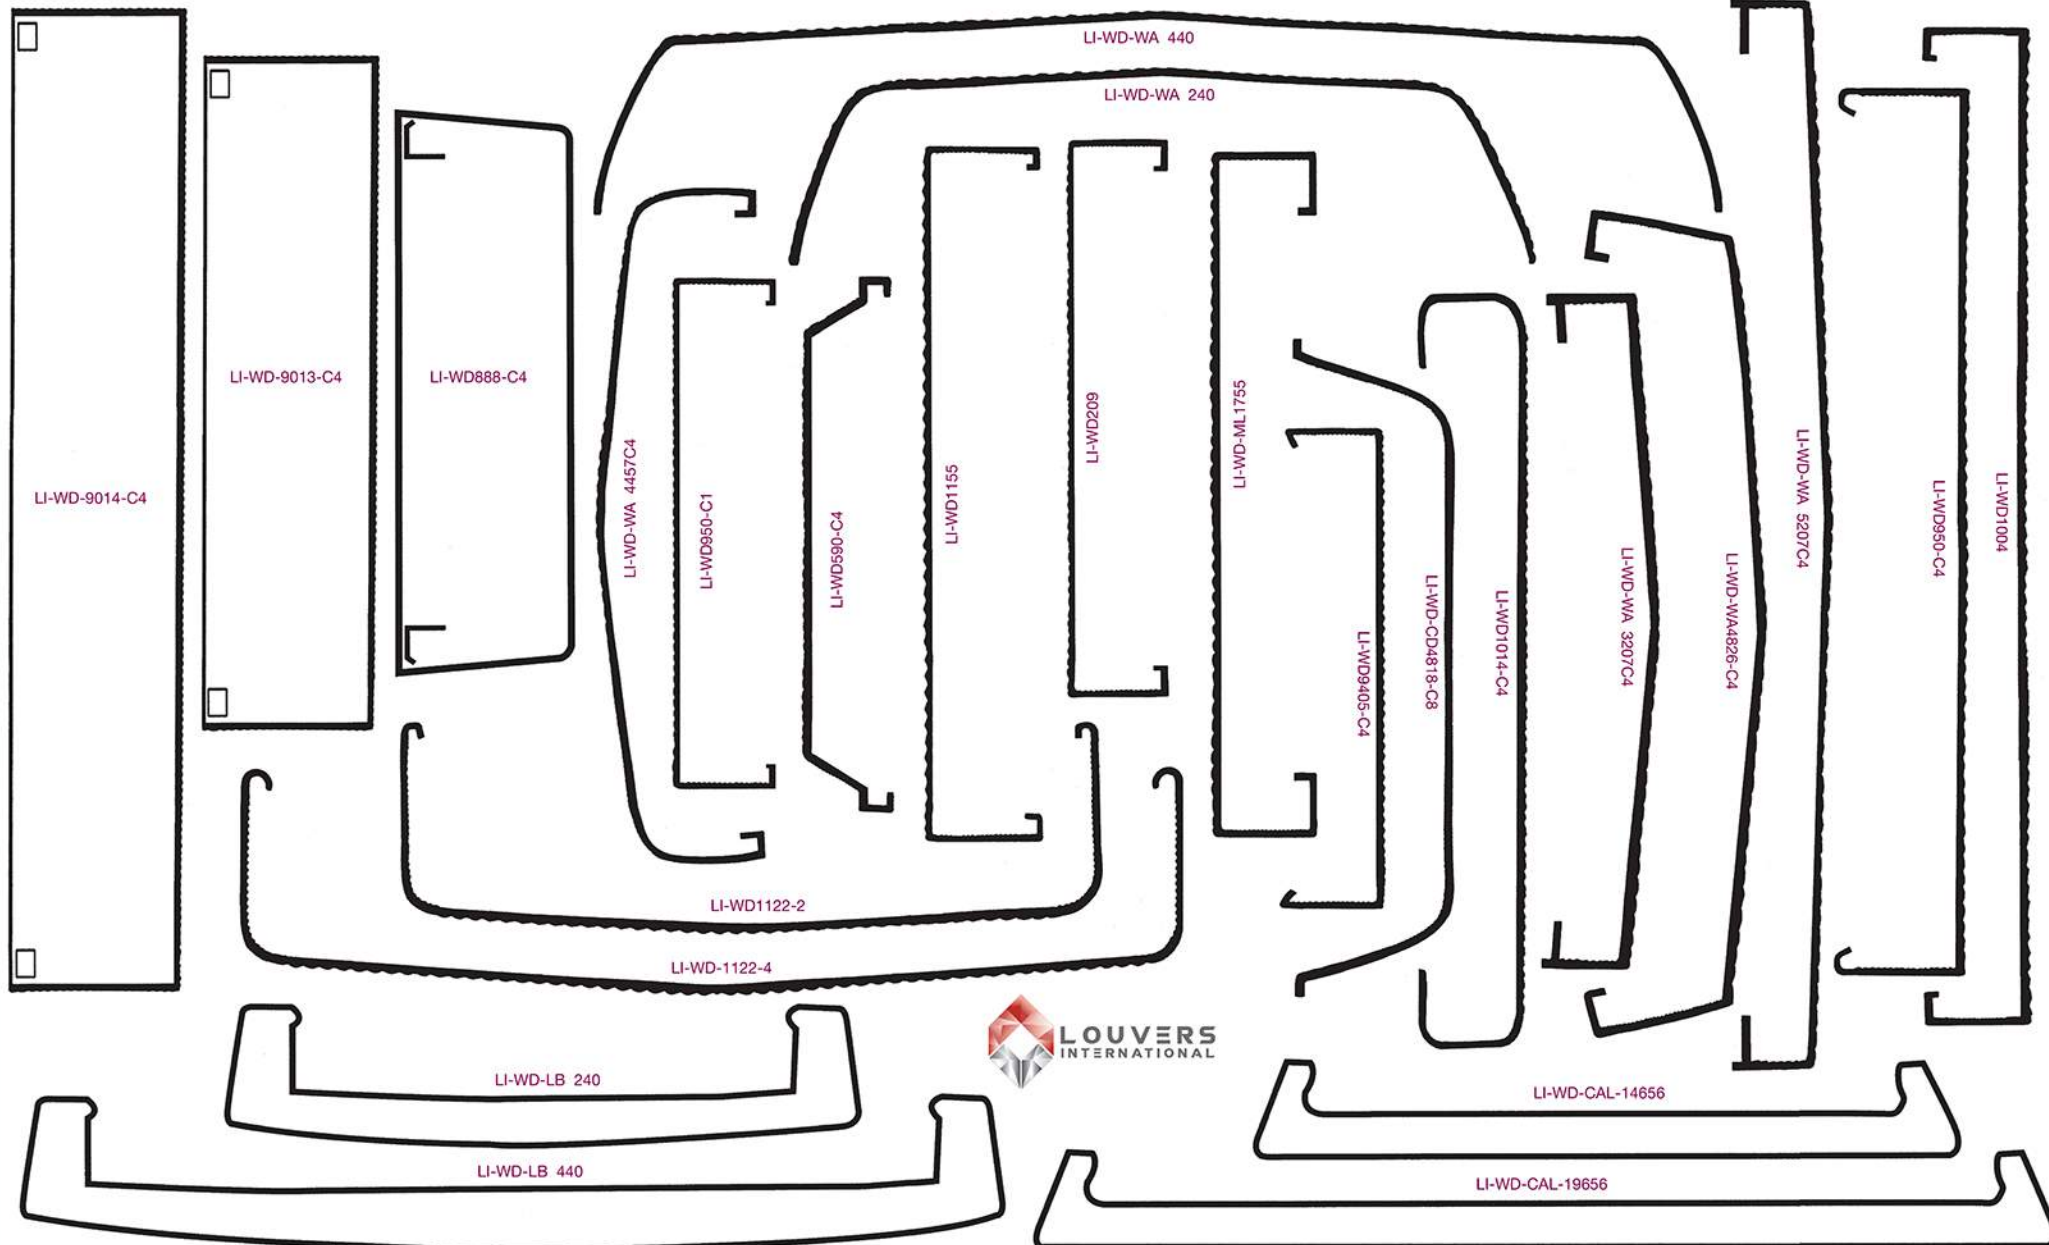 LI-WD-WA 440
LI-WD-WA 240
LI-WD-9014-C4
LI-WD-9013-C4
LI-WD888-C4
LI-WD-WA 4457C4
LI-WD950-C1
LI-WD590-C4
LI-WD1155
LI-WD209
LI-WD-ML1755
LI-WD9405-C4
LI-WD-CD4818-C8
LI-WD1014-C4
LI-WD-WA 3207C4
LI-WD-WA4826-C4
LI-WD-WA 5207C4
LI-WD950-C4
LI-WD1004
LI-WD1122-2
LI-WD-1122-4
LOUVERS
INTERNATIONAL
LI-WD-LB 240
LI-WD-LB 440
LI-WD-CAL-14656
LI-WD-CAL-19656